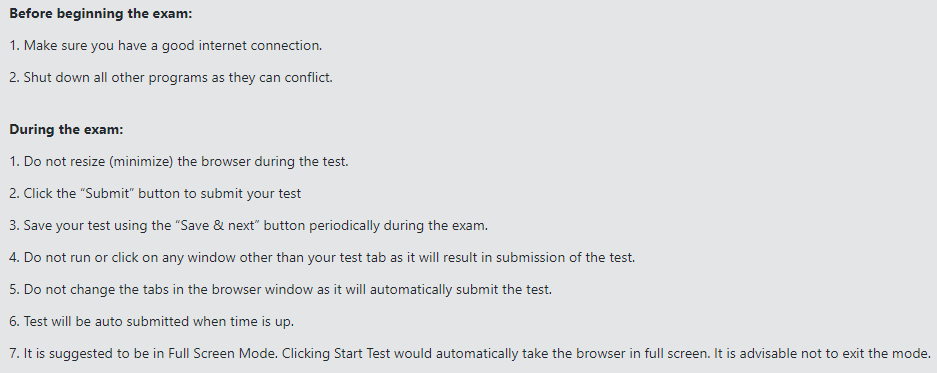 Before beginning the exam:
1. Make sure you have a good internet connection.
2. Shut down all other programs as they can conflict.
During the exam:
1. Do not resize (minimize) the browser during the test.
2. Click the “Submit” button to submit your test
3. Save your test using the “Save & next” button periodically during the exam.
4. Do not run or click on any window other than your test tab as it will result in submission of the test.
5. Do not change the tabs in the browser window as it will automatically submit the test.
6. Test will be auto submitted when time is up.
7. It is suggested to be in Full Screen Mode. Clicking Start Test would automatically take the browser in full screen. It is advisable not to exit the mode.